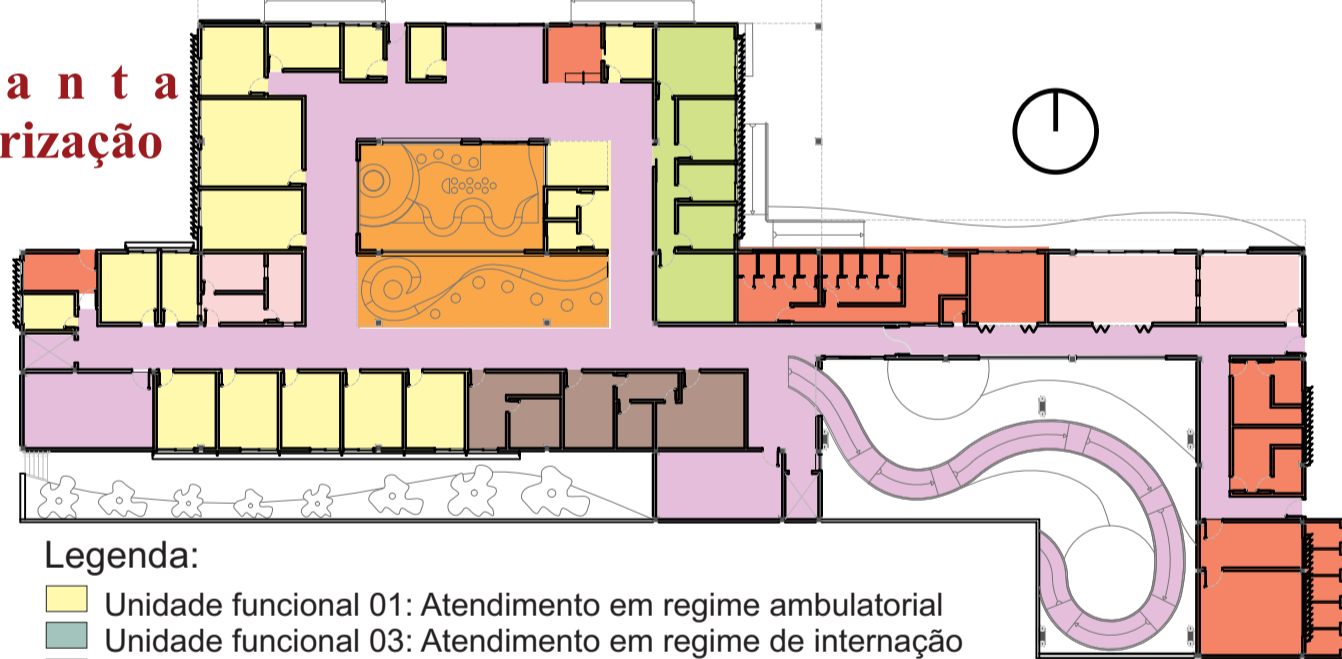 a n t a
rização
Legenda:
Unidade funcional 01: Atendimento em regime ambulatorial
Unidade funcional 03: Atendimento em regime de internação